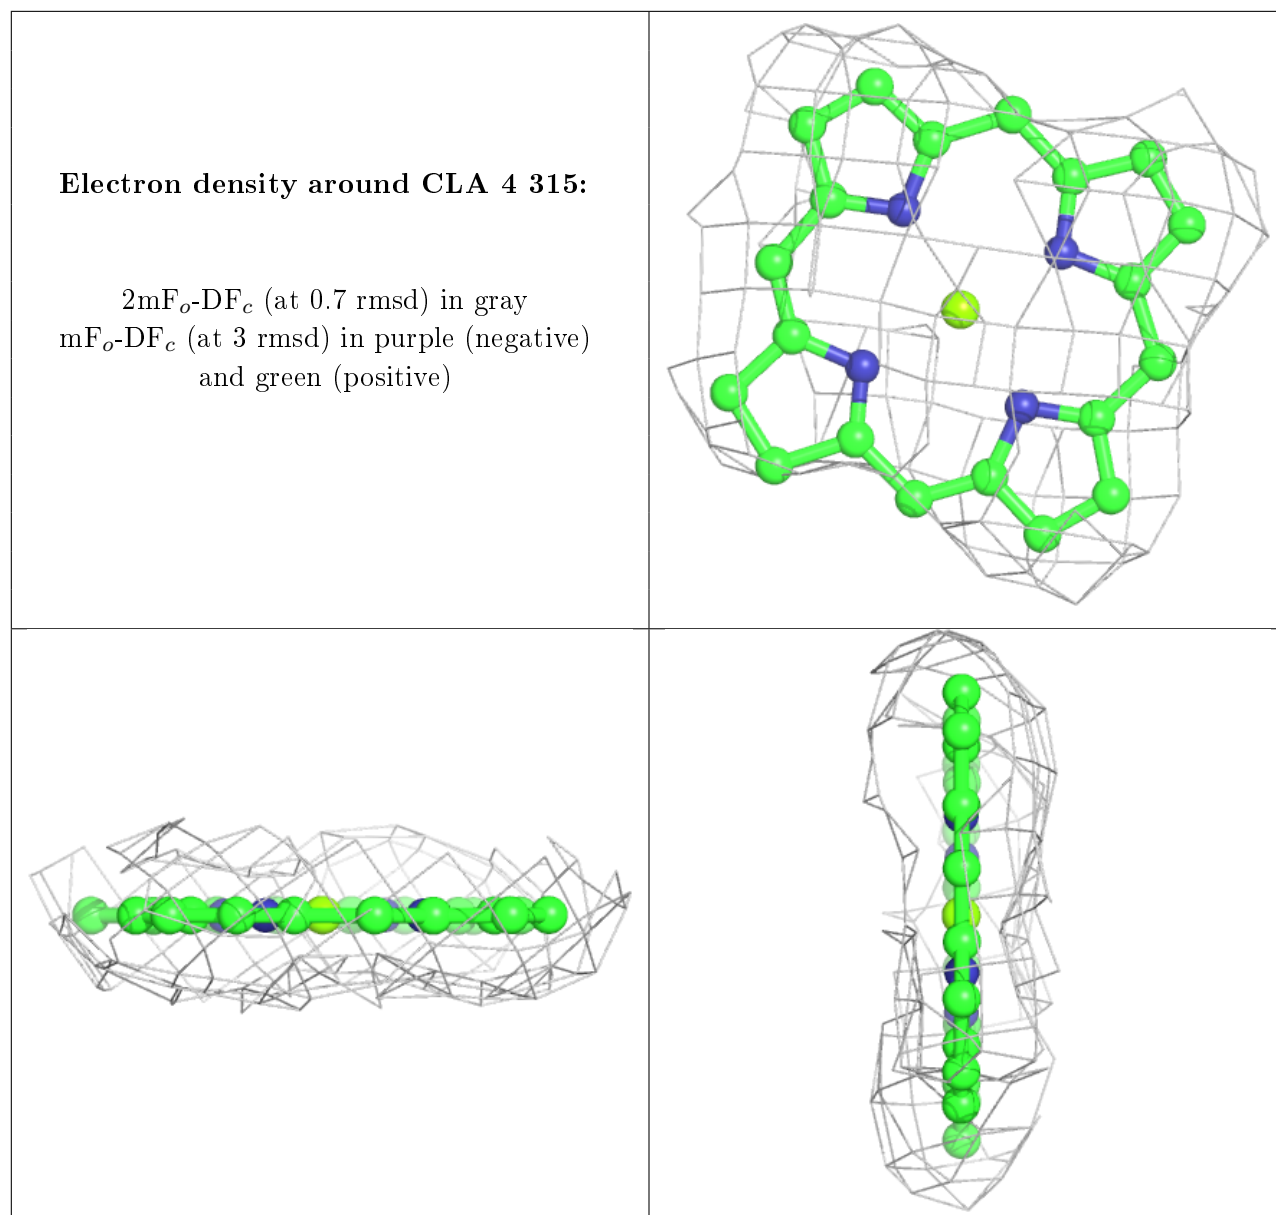 Electron density around CLA 4 315:
2mFo-DFc (at 0.7 rmsd) in gray
mFo-DFc (at 3 rmsd) in purple (negative)
and green (positive)